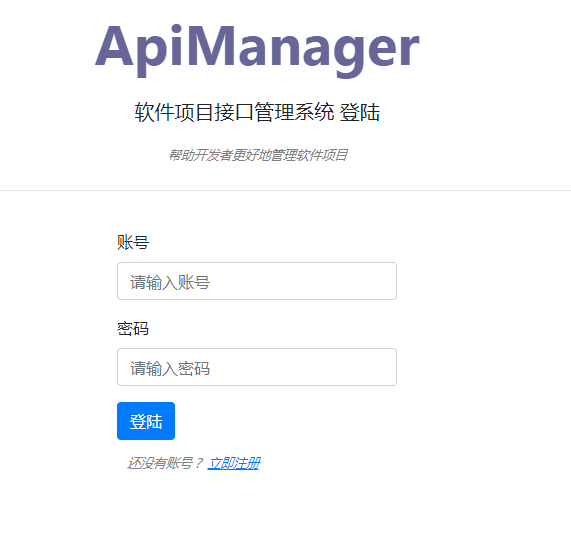 ApiManager
软件项目接口管理系统 登陆
帮助开发者更好地管理软件项目
账号
请输入账号
密码
请输入密码
登陆
还没有账号？立即注册